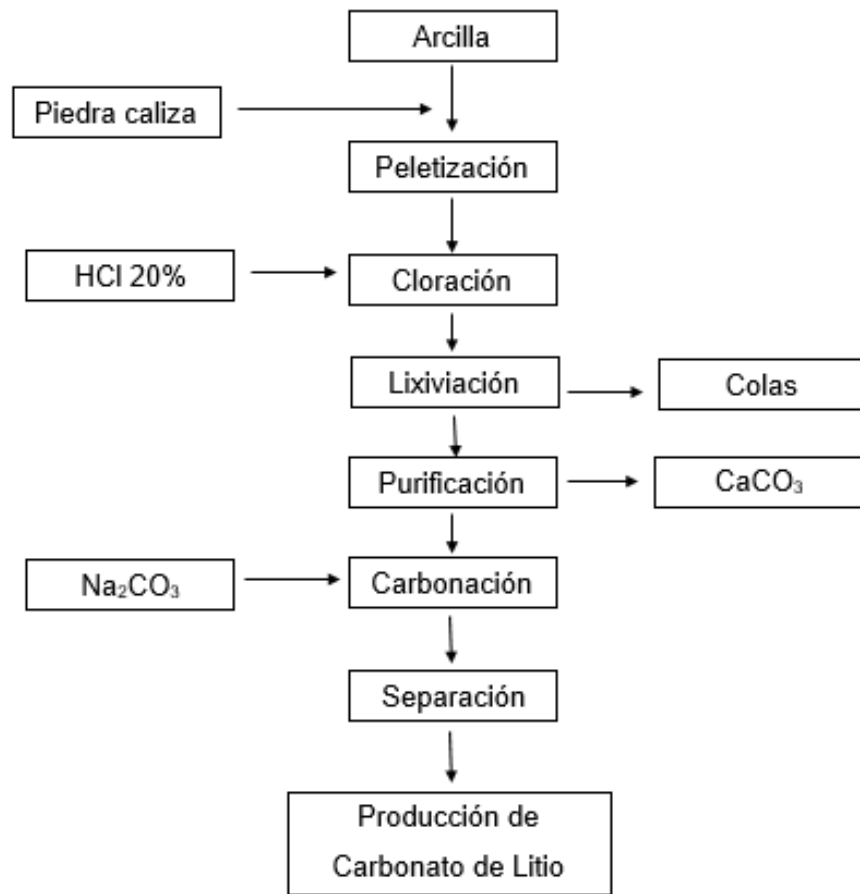 Arcilla
Piedra caliza
Peletización
HCl 20%
Cloración
Lixiviación
Colas
Purificación
CaCO₃
Na₂CO₃
Carbonación
Separación
Producción de
Carbonato de Litio